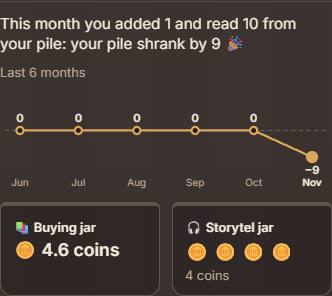 This month you added 1 and read 10 from
your pile: your pile shrank by 9 🎉
Last 6 months
0 0 0 0 0
−9
Jun Jul Aug Sep Oct Nov
📚 Buying jar
4.6 coins
🎧 Storytel jar
4 coins